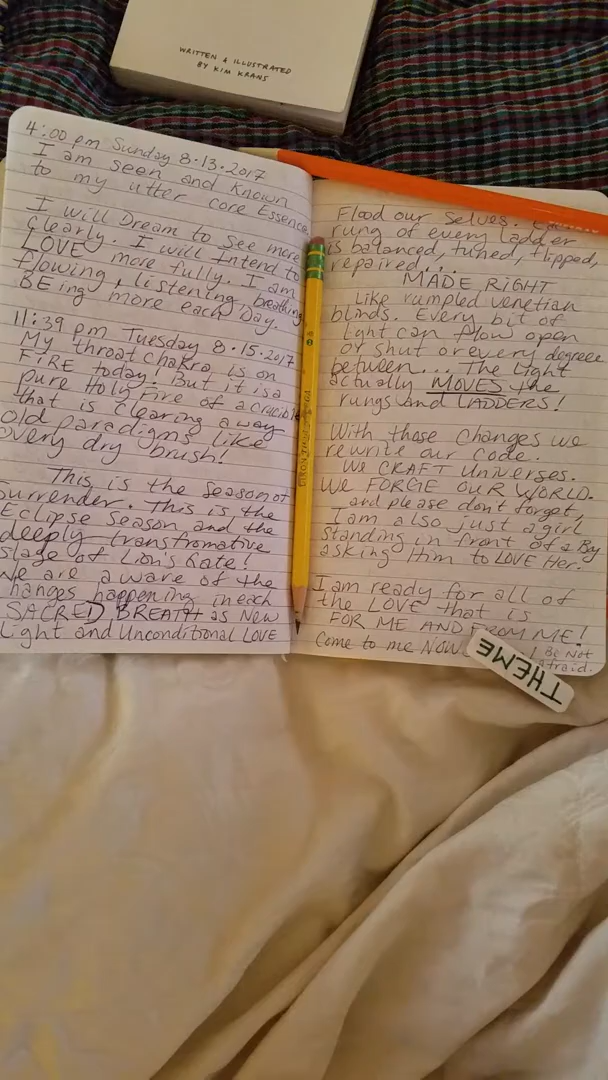 WRITTEN & ILLUSTRATED
BY KIM KRANS
4:00 pm Sunday 8.13.2017
I am seen and known
to my utter core Essence
I will Dream to see more
clearly. I will Intend to
LOVE more fully. I am
flowing, listening, breathing,
BEing more each Day.
11:39 pm Tuesday 8.15.2017
My throat chakra is on
FiRE today. But it is a
pure Holy Fire of a crucible
that is clearing away
old paradigms like
every dry brush!
This is the season of
Surrender. This is the
Eclipse Season and the
deeply transfromative
stage of Lion's Gate!
We are aware of the
changes happening in each
SACRED BREATH as New
Light and Unconditional LOVE
Flood our selves.
rung of every ladder
is balanced, tuned, flipped,
repaired...
MADE RIGHT
Like rumpled venetian
blinds. Every bit of
light can flow open
or shut or every degree
between... The light
actually MOVES the
rungs and LADDERS!
With those changes we
rewrite our code.
We CRAFT Universes.
We FORGE OUR WORLD.
and please don't forget,
I am also just a girl
standing in front of a Boy
asking Him to LOVE Her.
I am ready for all of
the LOVE that is
FOR ME AND FROM ME!
Come to me NOW Be Not
afraid.
THEME